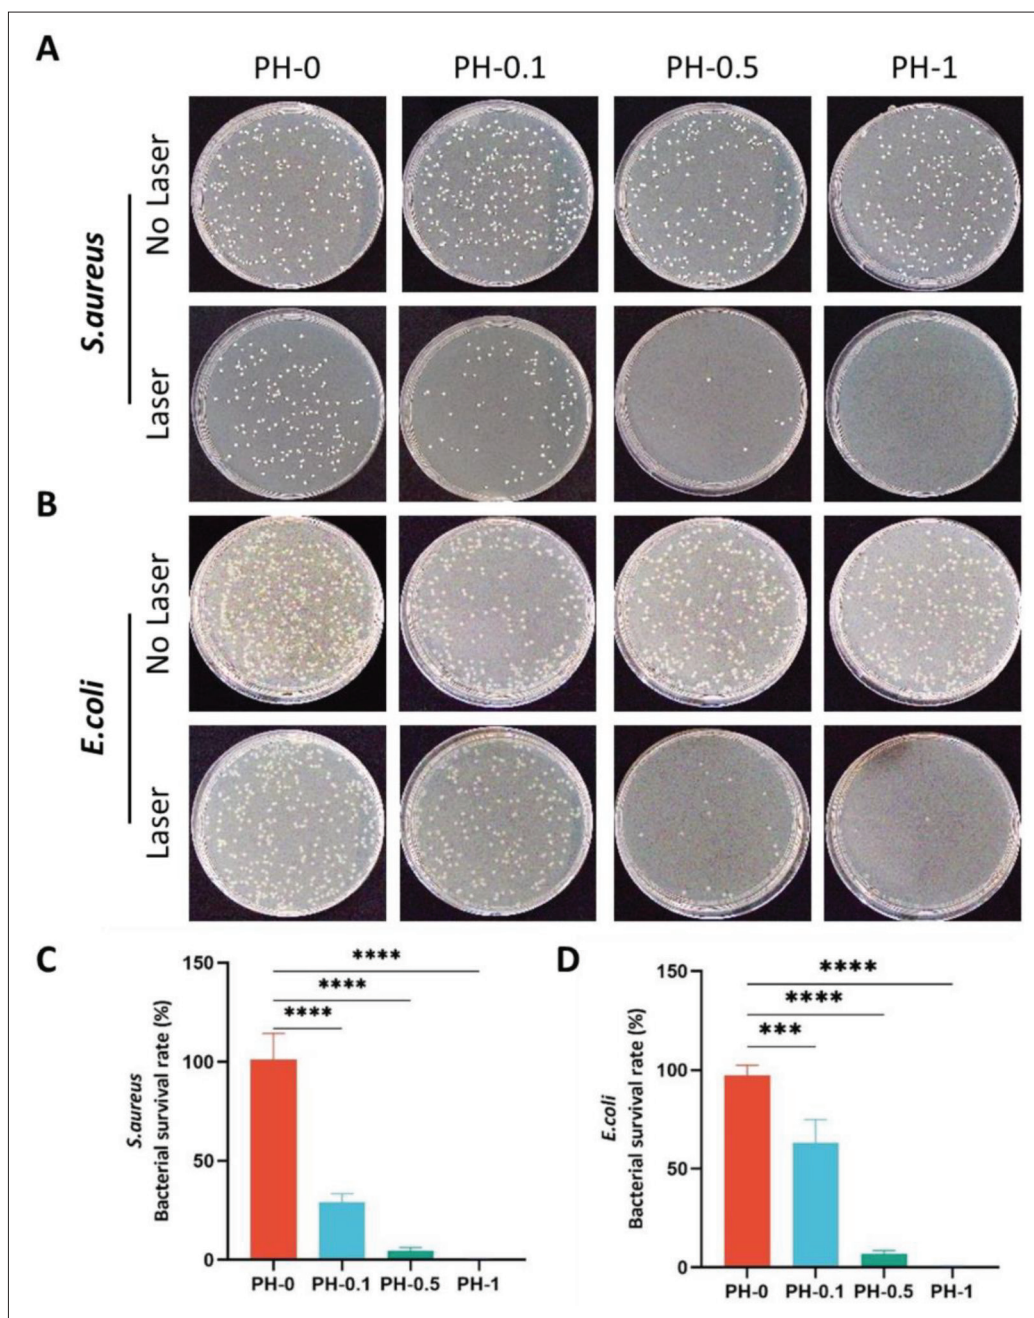 A
PH-0 PH-0.1 PH-0.5 PH-1
S.aureus
No Laser
Laser
B
E.coli
No Laser
Laser
C
S.aureus
Bacterial survival rate (%)
150
100
50
0
****
****
****
PH-0 PH-0.1 PH-0.5 PH-1
D
E.coli
Bacterial survival rate (%)
150
100
50
0
****
****
***
PH-0 PH-0.1 PH-0.5 PH-1